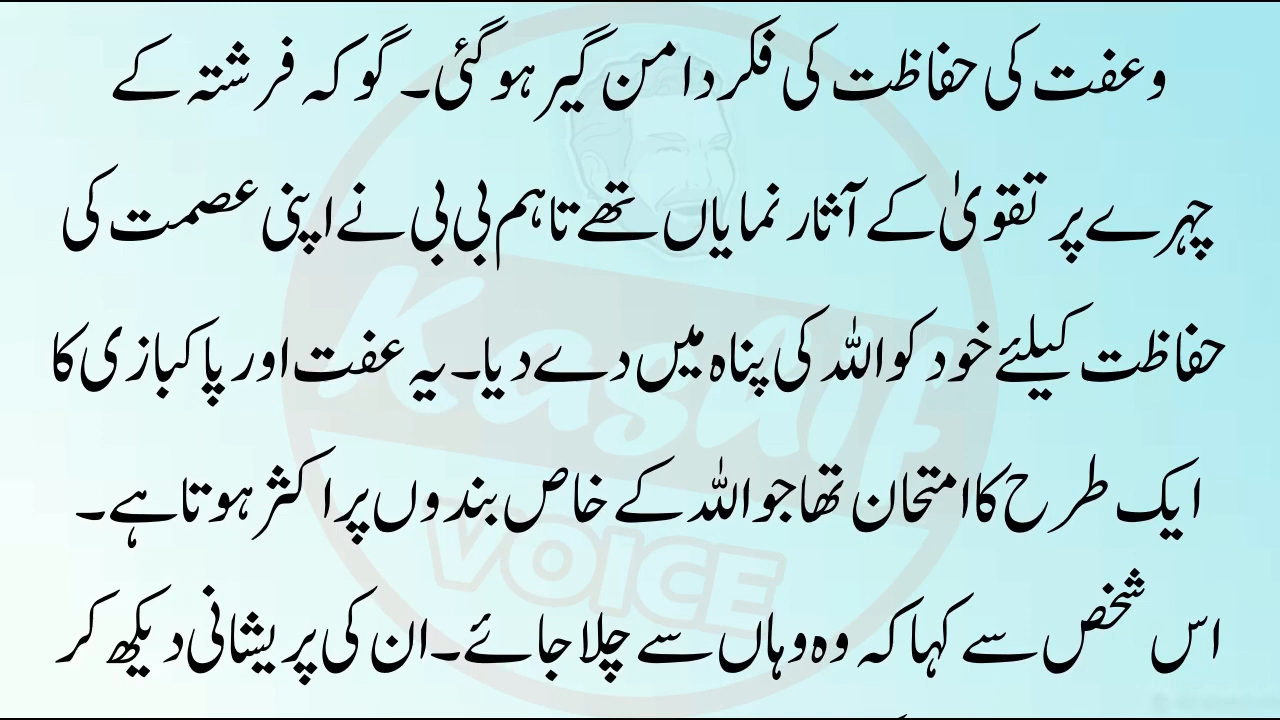 وعفت کی حفاظت کی فکر دامن گیر ہوگئی۔ گو کہ فرشتہ کے
چہرے پر تقویٰ کے آثار نمایاں تھے تاہم بی بی نے اپنی عصمت کی
حفاظت کیلئے خود کو اللہ کی پناہ میں دے دیا۔ یہ عفت اور پاکبازی کا
ایک طرح کا امتحان تھا جو اللہ کے خاص بندوں پر اکثر ہوتا ہے۔
اس شخص سے کہا کہ وہ وہاں سے چلا جائے۔ ان کی پریشانی دیکھ کر
Kashif
VOICE